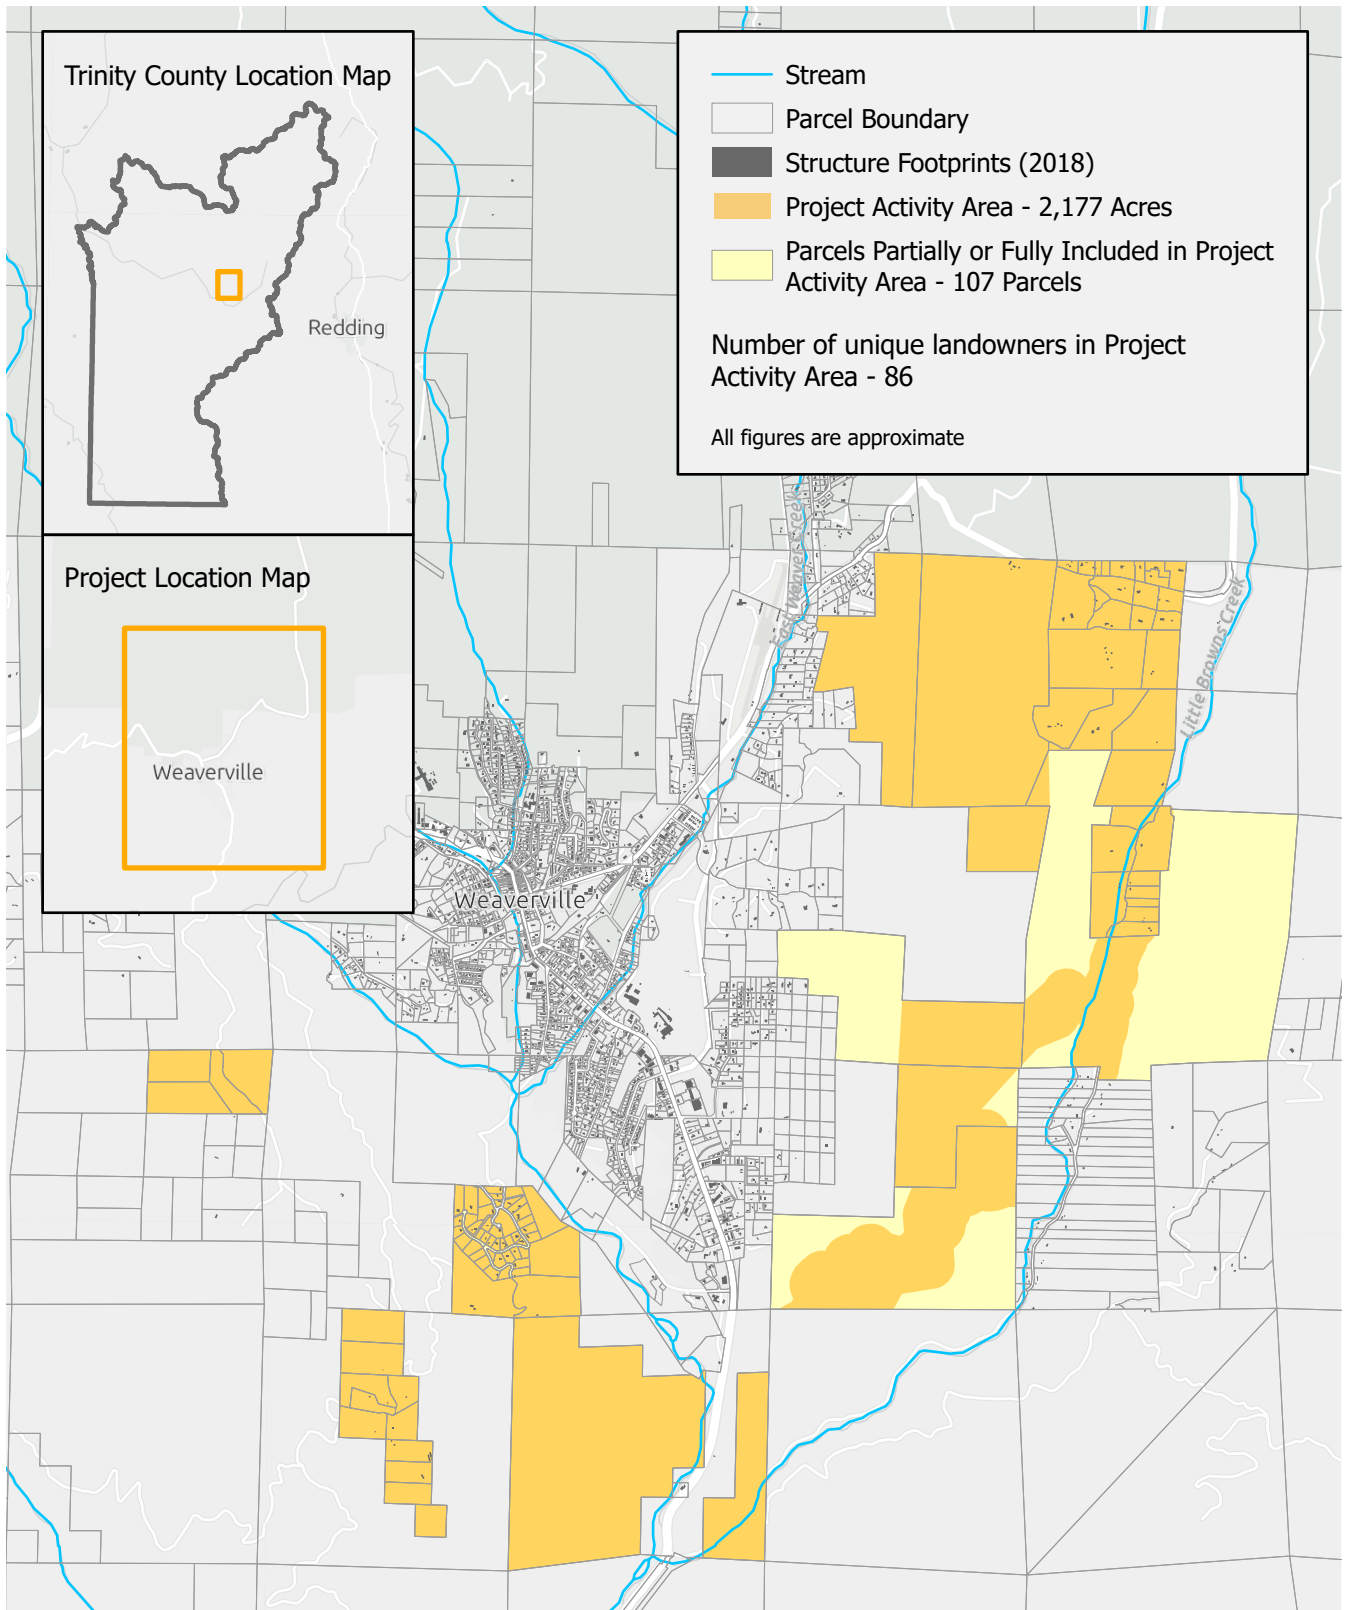 Trinity County Location Map
Redding
Project Location Map
Weaverville
Stream
Parcel Boundary
Structure Footprints (2018)
Project Activity Area - 2,177 Acres
Parcels Partially or Fully Included in Project
Activity Area - 107 Parcels
Number of unique landowners in Project
Activity Area - 86
All figures are approximate
East Weaver Creek
Little Browns Creek
Weaverville